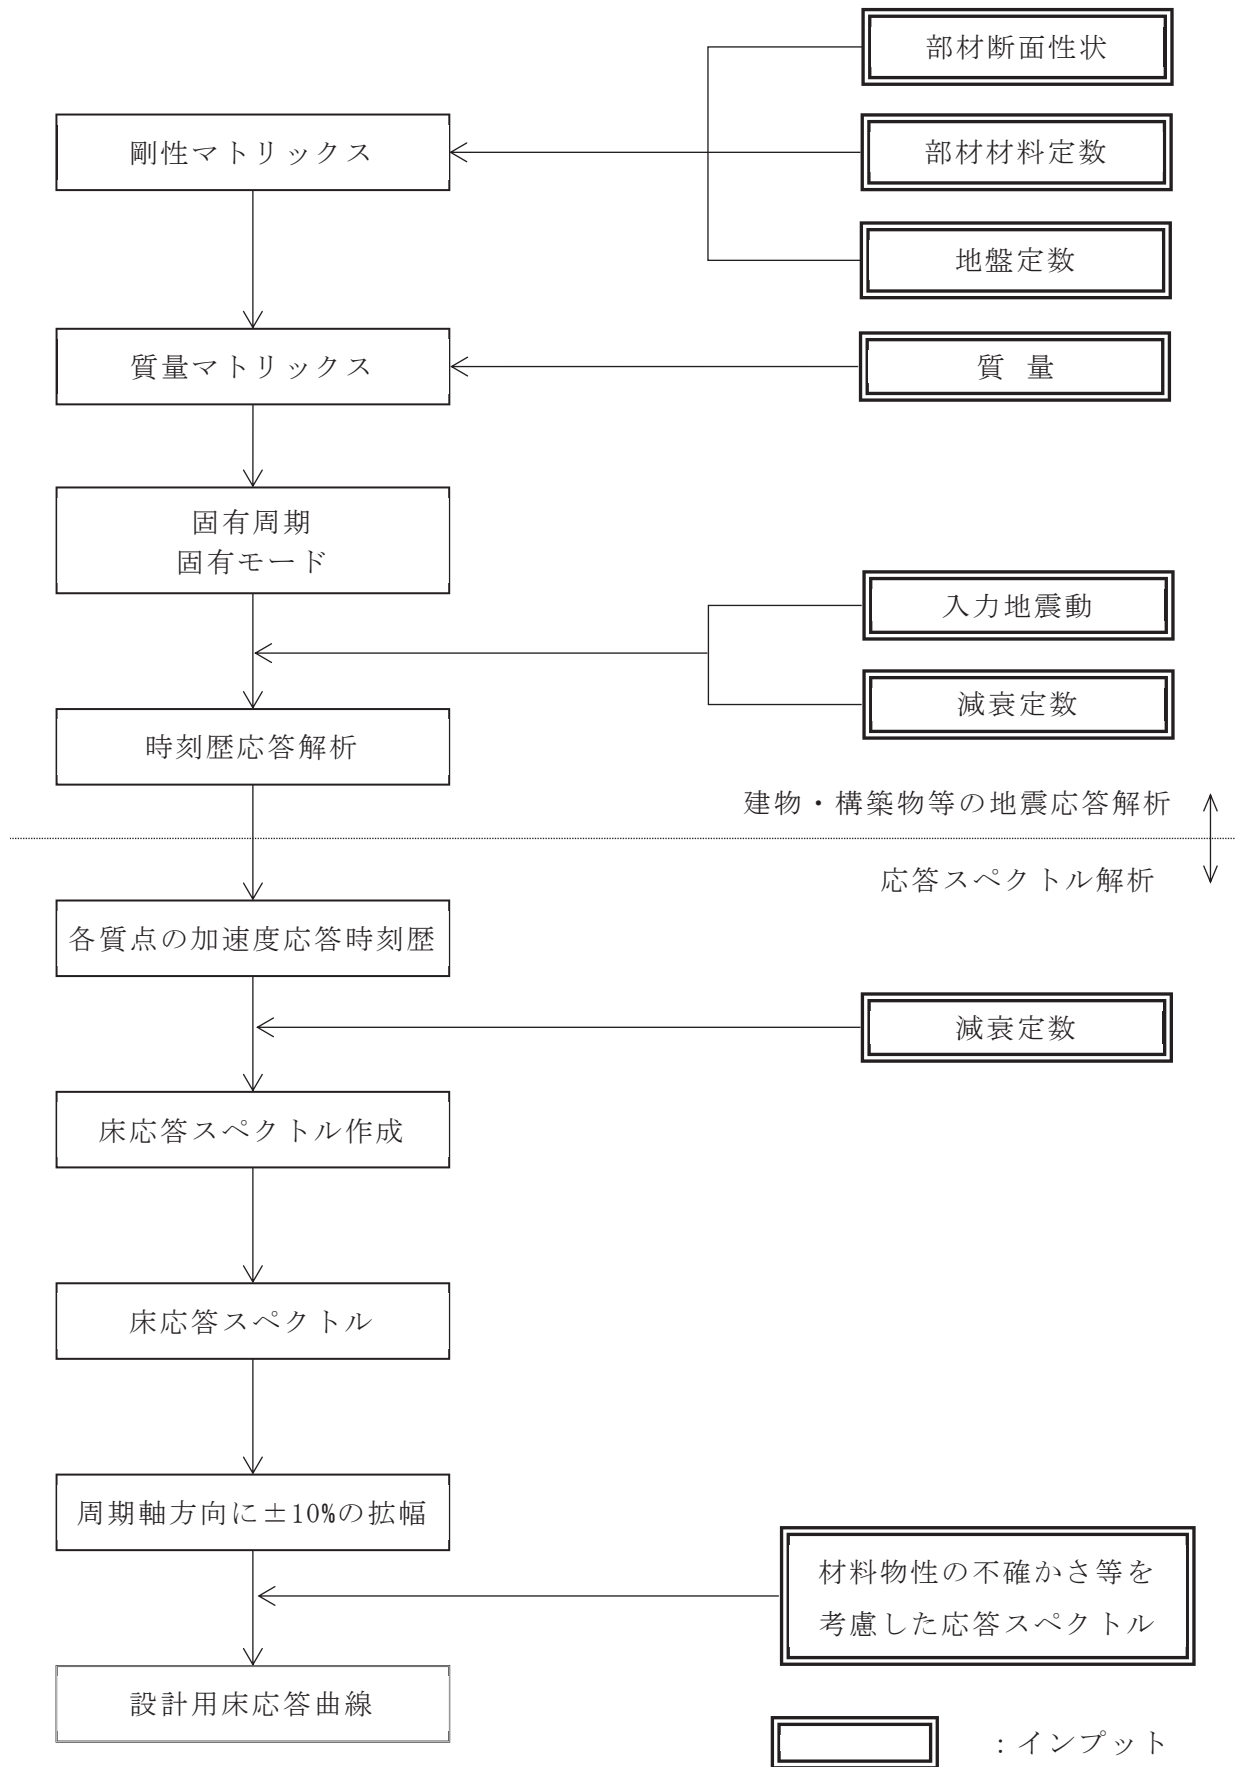 部材断面性状
剛性マトリックス
部材材料定数
地盤定数
質量マトリックス
質 量
固有周期
固有モード
入力地震動
減衰定数
時刻歴応答解析
建物・構築物等の地震応答解析
応答スペクトル解析
各質点の加速度応答時刻歴
減衰定数
床応答スペクトル作成
床応答スペクトル
周期軸方向に±10%の拡幅
材料物性の不確かさ等を
考慮した応答スペクトル
設計用床応答曲線
:インプット